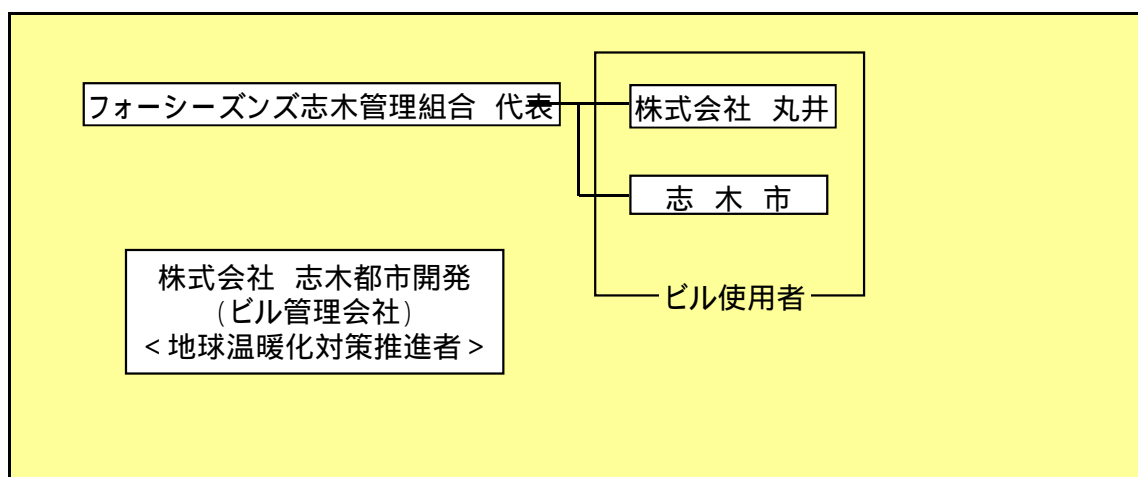 フォーシーズンズ志木管理組合 代表
株式会社 丸井
志 木 市
ビル使用者
株式会社 志木都市開発
(ビル管理会社)
<地球温暖化対策推進者>